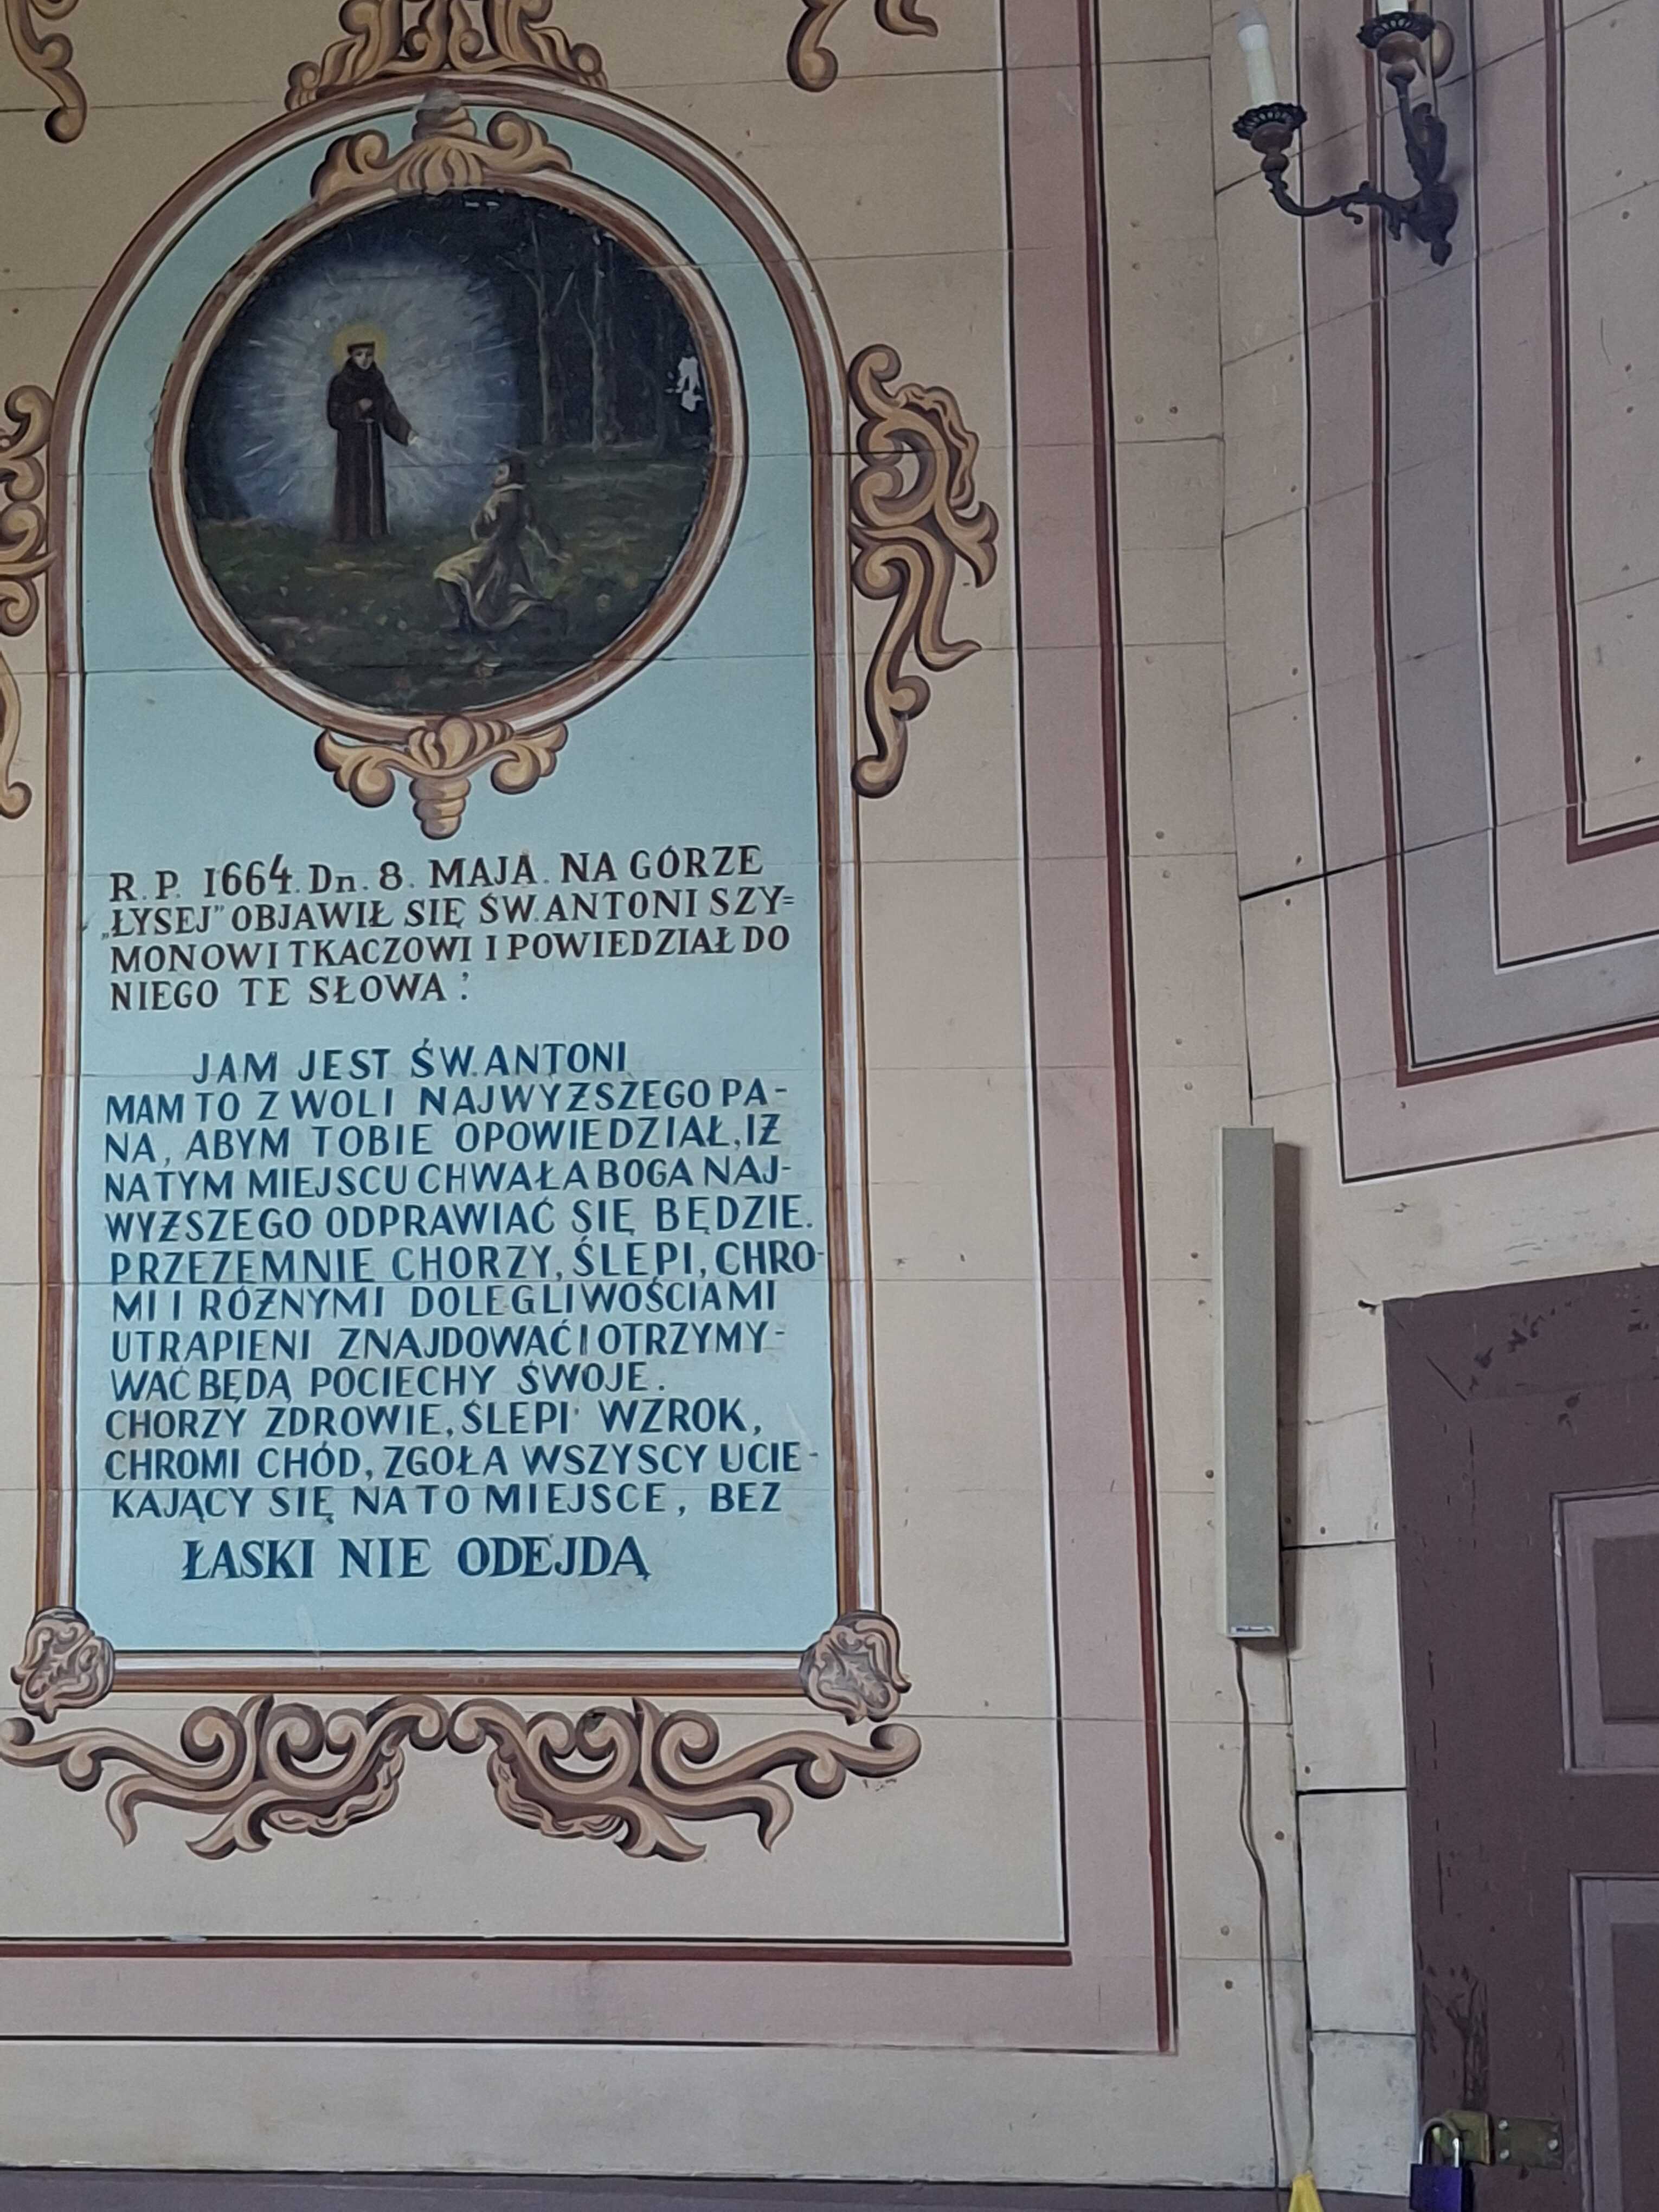 R.P. 1664. Dn. 8. MAJA. NA GÓRZE
„ŁYSEJ” OBJAWIŁ SIĘ ŚW. ANTONI SZY=
MONOWI TKACZOWI I POWIEDZIAŁ DO
NIEGO TE SŁOWA:
JAM JEST ŚW. ANTONI
MAM TO Z WOLI NAJWYŻSZEGO PA-
NA, ABYM TOBIE OPOWIEDZIAŁ, IŻ
NA TYM MIEJSCU CHWAŁA BOGA NAJ-
WYŻSZEGO ODPRAWIAĆ SIĘ BĘDZIE.
PRZEZEMNIE CHORZY, ŚLEPI, CHRO-
MI I RÓŻNYMI DOLEGLIWOŚCIAMI
UTRAPIENI ZNAJDOWAĆ I OTRZYMY-
WAĆ BĘDĄ POCIECHY SWOJE.
CHORZY ZDROWIE, ŚLEPI WZROK,
CHROMI CHÓD, ZGOŁA WSZYSCY UCIE-
KAJĄCY SIĘ NA TO MIEJSCE, BEZ
ŁASKI NIE ODEJDĄ